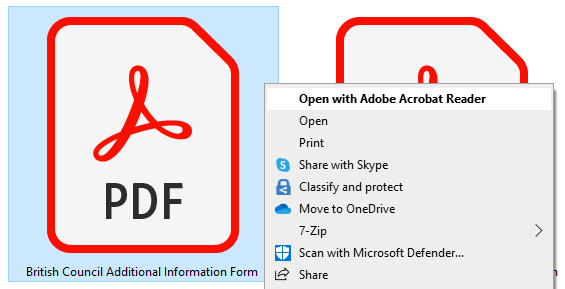 PDF
British Council Additional Information Form
Open with Adobe Acrobat Reader
Open
Print
Share with Skype
Classify and protect
Move to OneDrive
7-Zip
Scan with Microsoft Defender...
Share